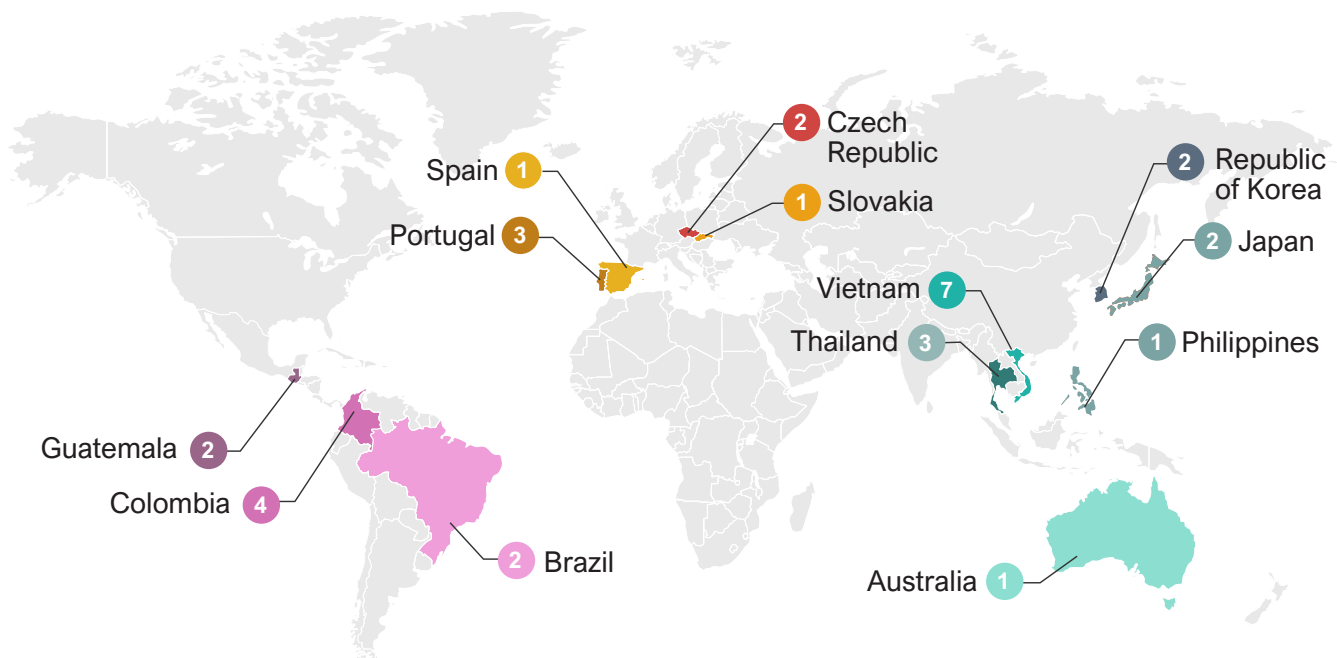 2 Czech
Republic
Spain 1
2 Republic
of Korea
1 Slovakia
Portugal 3
2 Japan
Vietnam 7
Thailand 3
1 Philippines
Guatemala 2
Colombia 4
2 Brazil
Australia 1